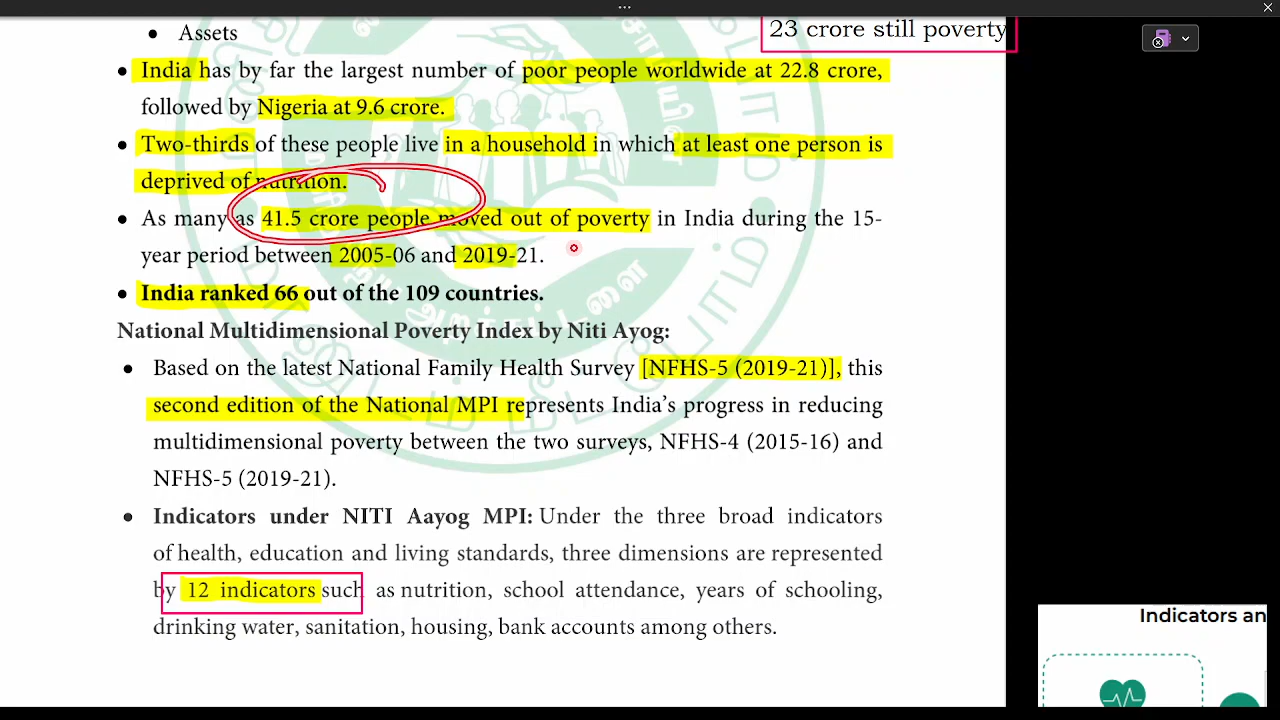 23 crore still poverty
• Assets
• India has by far the largest number of poor people worldwide at 22.8 crore,
followed by Nigeria at 9.6 crore.
• Two-thirds of these people live in a household in which at least one person is
deprived of nutrition.
• As many as 41.5 crore people moved out of poverty in India during the 15-
year period between 2005-06 and 2019-21.
• India ranked 66 out of the 109 countries.
National Multidimensional Poverty Index by Niti Ayog:
• Based on the latest National Family Health Survey [NFHS-5 (2019-21)], this
second edition of the National MPI represents India’s progress in reducing
multidimensional poverty between the two surveys, NFHS-4 (2015-16) and
NFHS-5 (2019-21).
• Indicators under NITI Aayog MPI: Under the three broad indicators
of health, education and living standards, three dimensions are represented
by 12 indicators such as nutrition, school attendance, years of schooling,
drinking water, sanitation, housing, bank accounts among others.
Indicators an